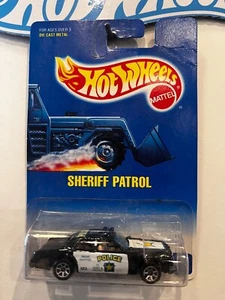 FOR AGES OVER 3
DIE CAST METAL
Hot Wheels
MATTEL
SHERIFF PATROL
POLICE